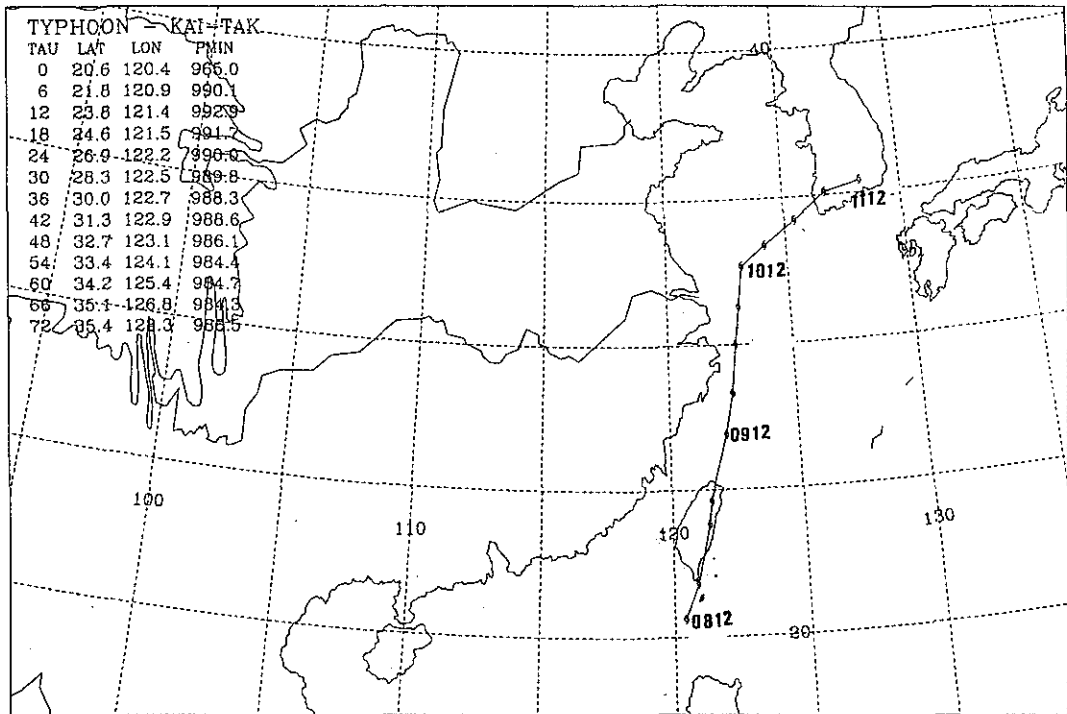 TYPHOON - KAI-TAK
TAU LAT LON PMIN
0 20.6 120.4 965.0
6 21.8 120.9 990.1
12 23.8 121.4 992.9
18 24.6 121.5 991.7
24 26.9 122.2 990.0
30 28.3 122.5 989.8
36 30.0 122.7 988.3
42 31.3 122.9 988.6
48 32.7 123.1 986.1
54 33.4 124.1 984.4
60 34.2 125.4 984.7
66 35.1 126.8 984.3
72 35.4 128.3 985.5
40
1112
1012
0912
100
110
120
130
0812
20